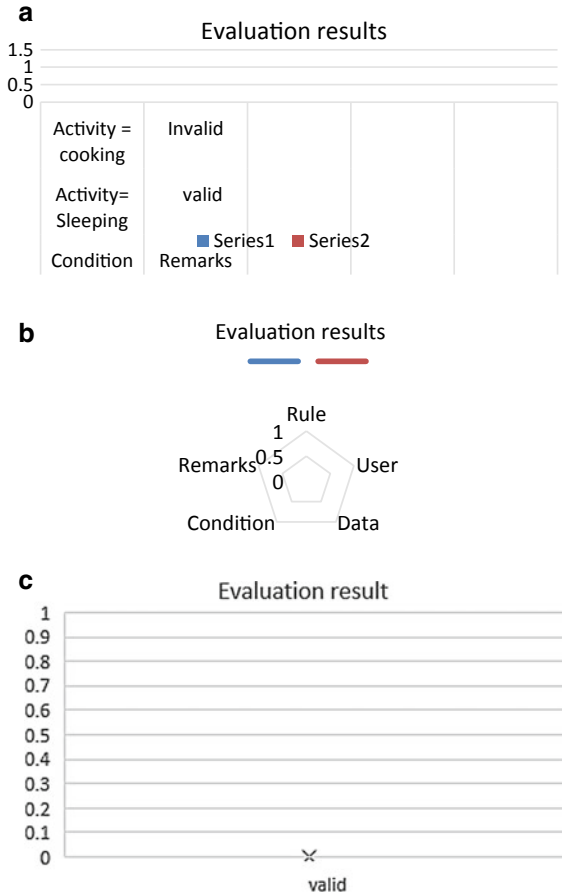 a
Evaluation results
1.5
1
0.5
0
Activity = Invalid
cooking
Activity= valid
Sleeping
Series1 Series2
Condition Remarks
b
Evaluation results
Rule
1
Remarks 0.5 User
0
Condition Data
c
Evaluation result
1
0.9
0.8
0.7
0.6
0.5
0.4
0.3
0.2
0.1
0
valid